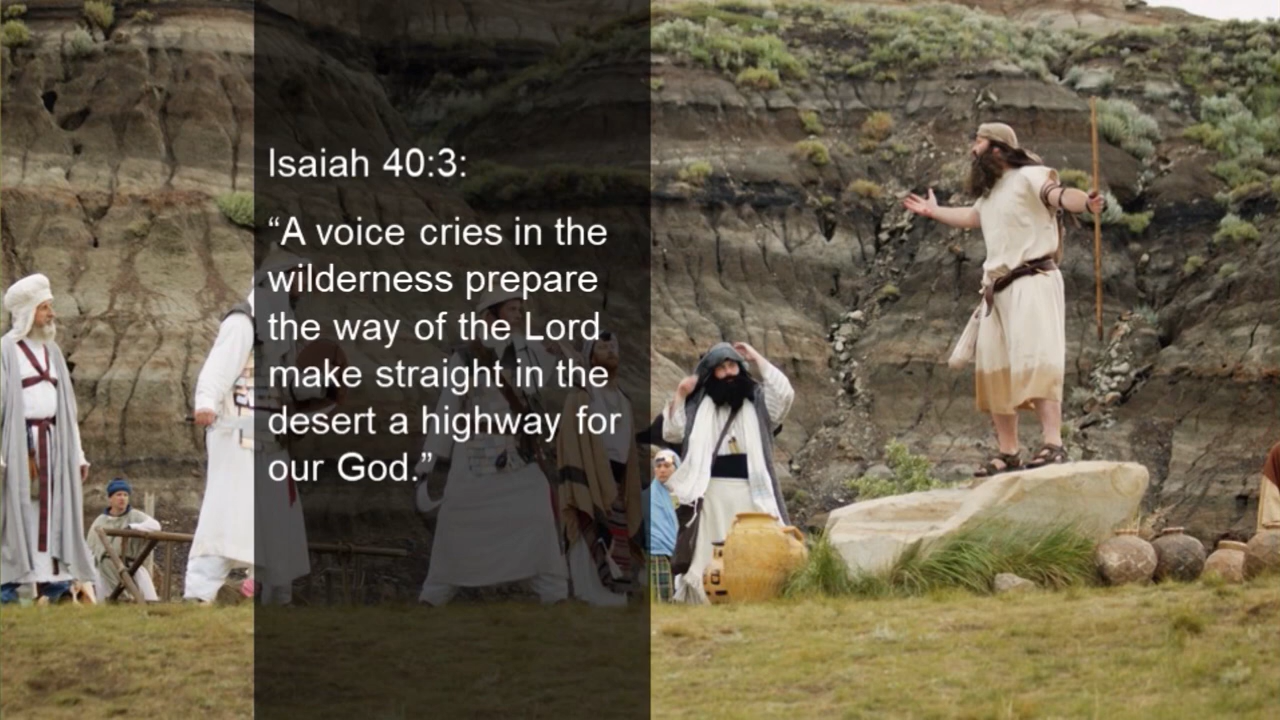 Isaiah 40:3:
“A voice cries in the
wilderness prepare
the way of the Lord
make straight in the
desert a highway for
our God.”